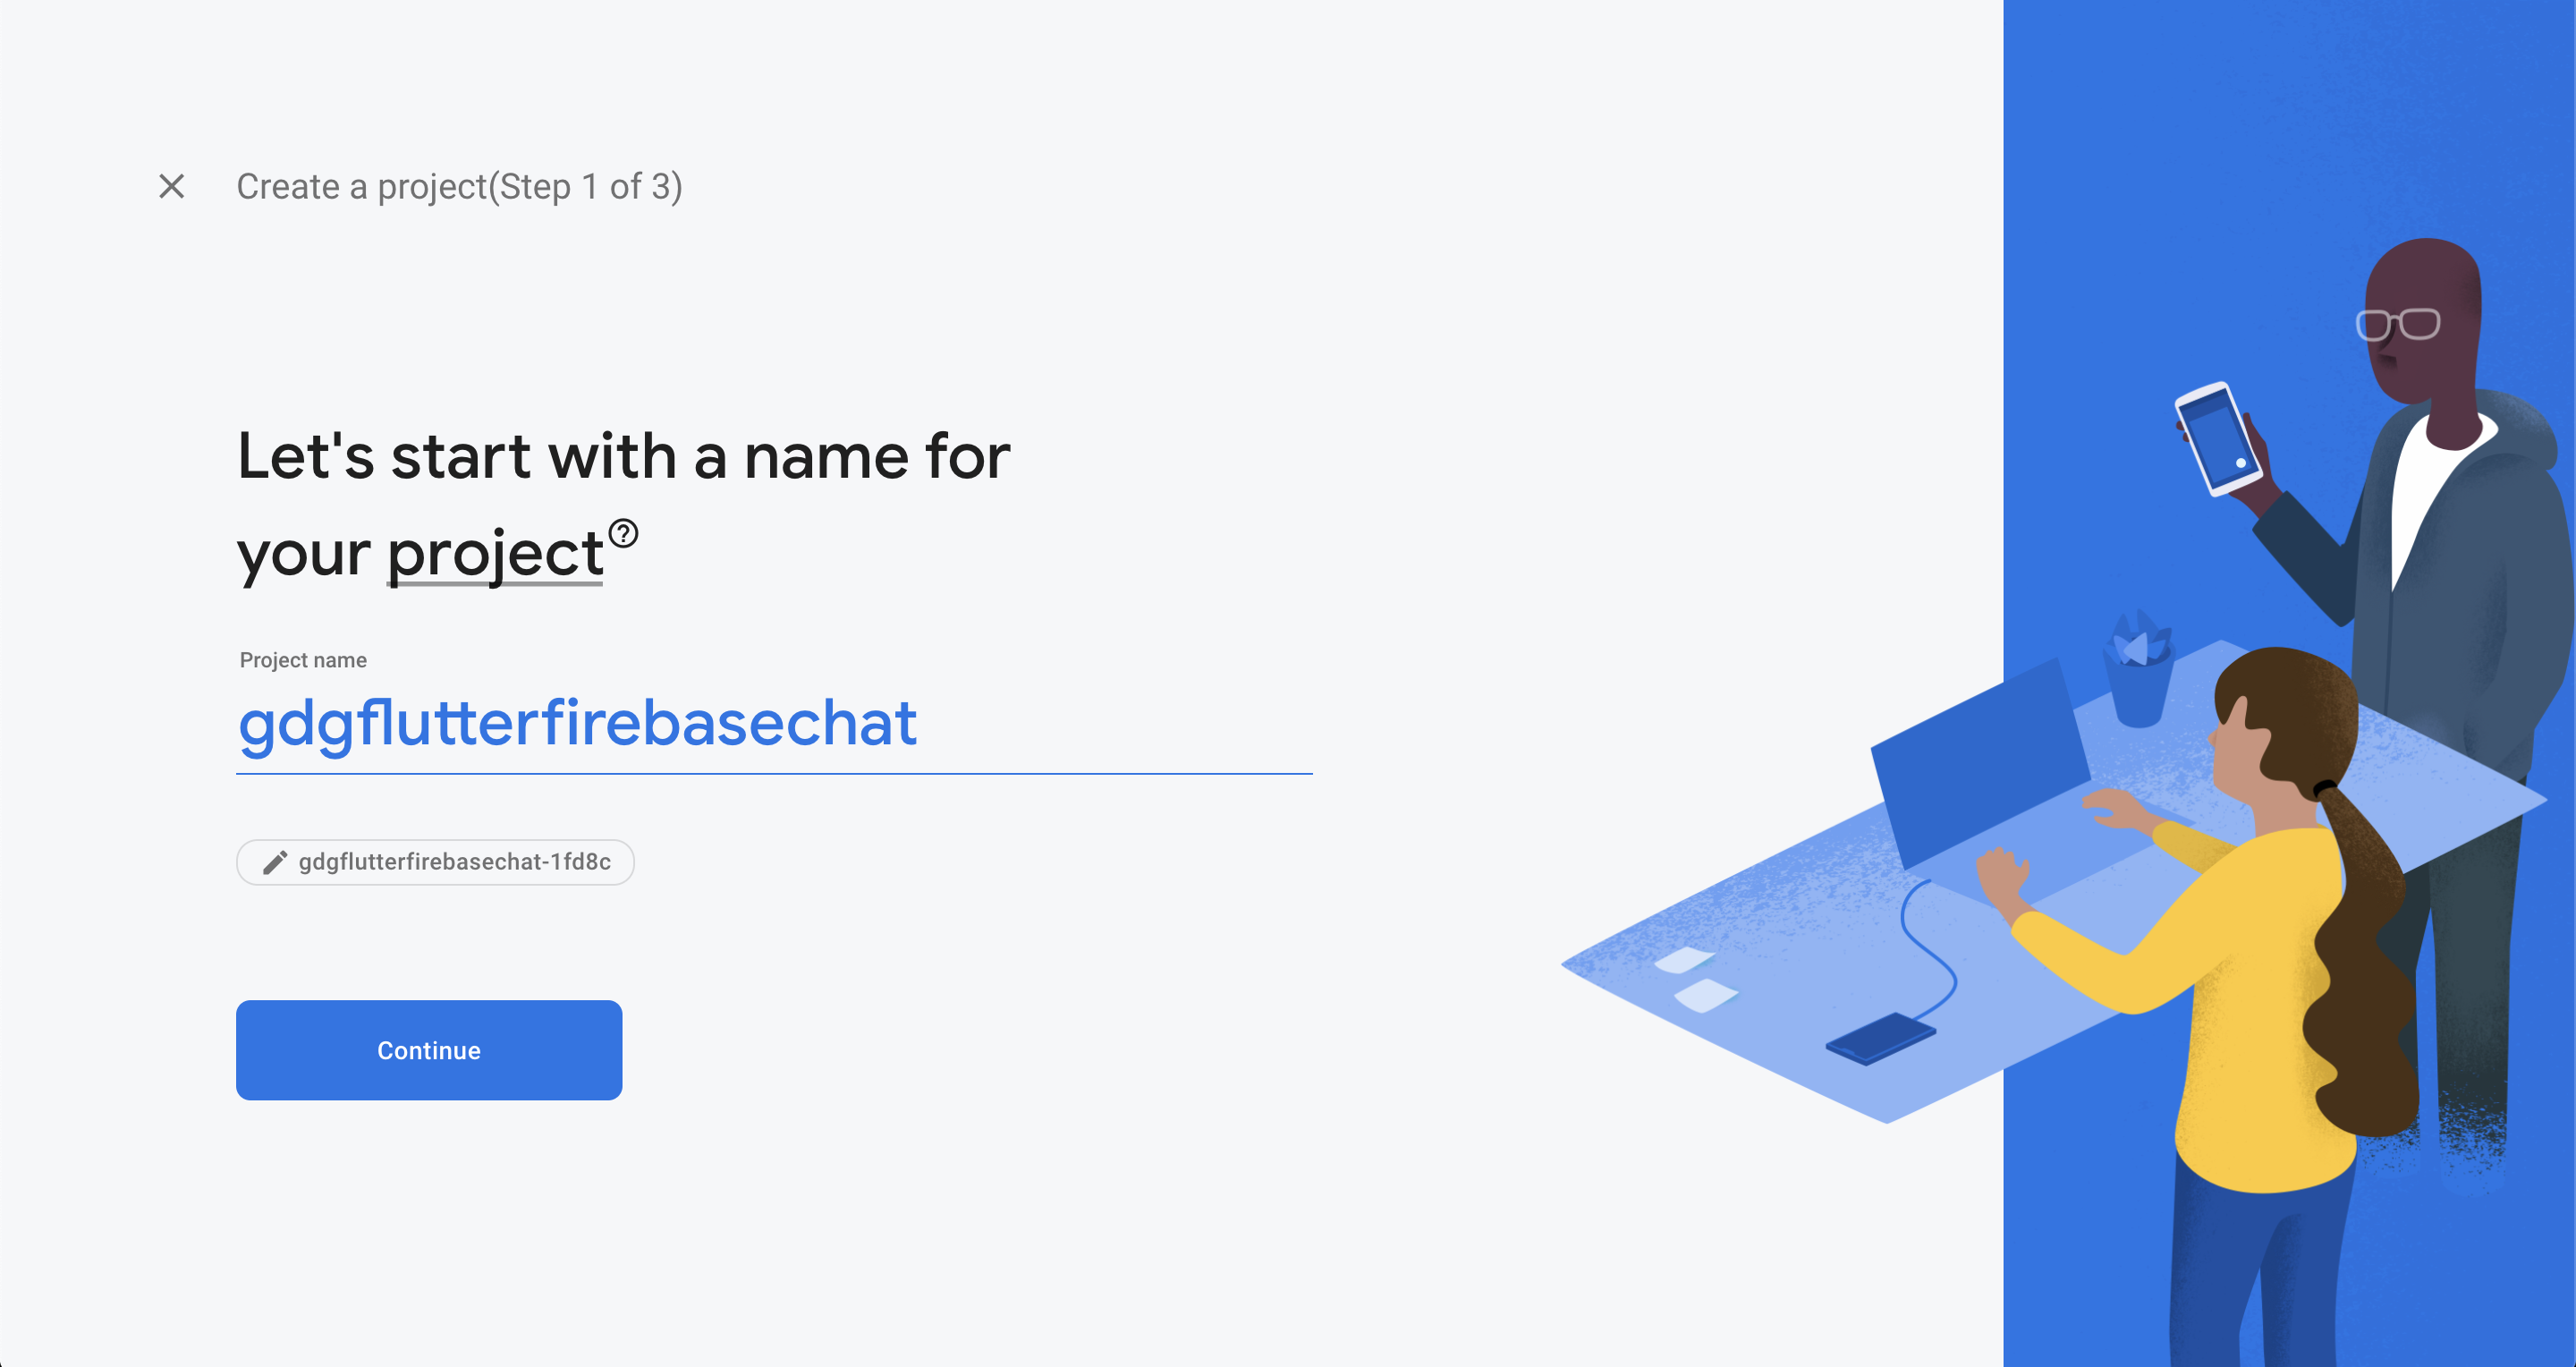 Create a project(Step 1 of 3)
Let's start with a name for
your project
Project name
gdgflutterfirebasechat
gdgflutterfirebasechat-1fd8c
Continue